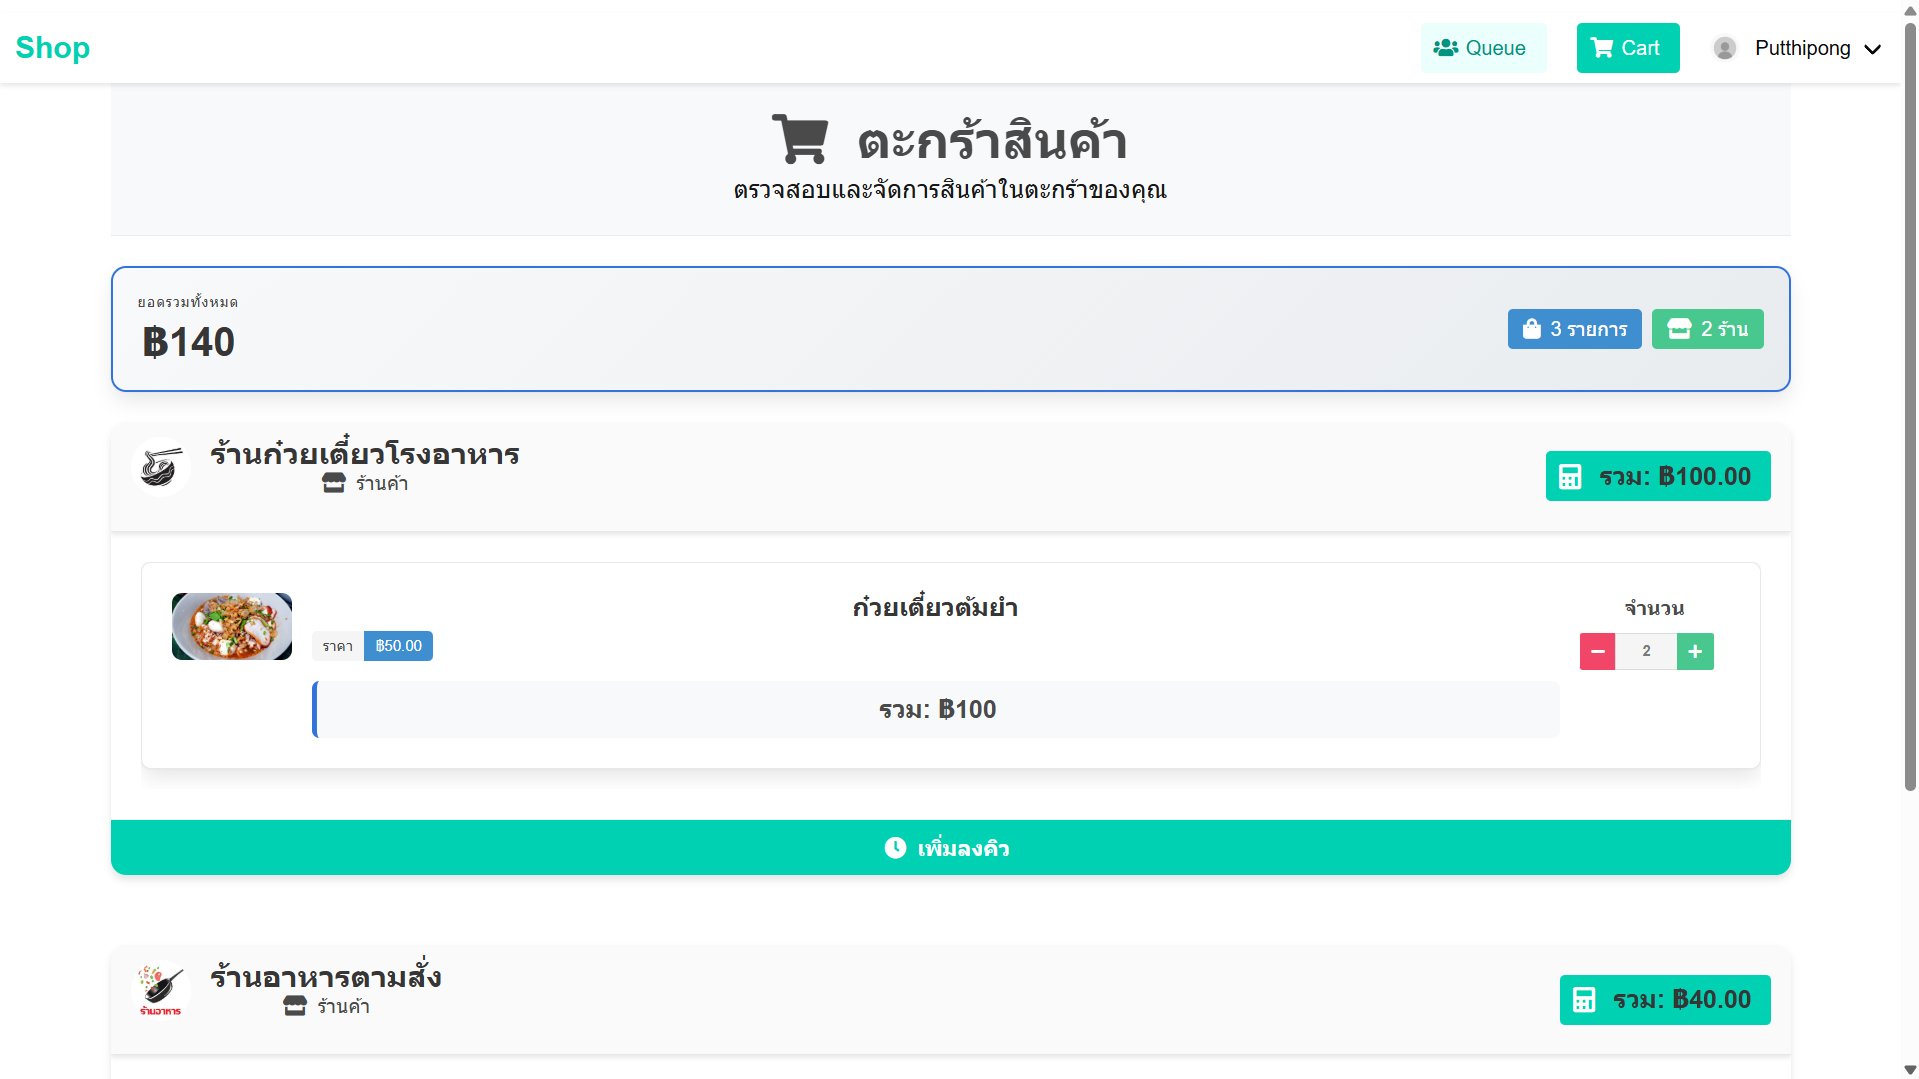 Shop
Queue
Cart
Putthipong
ตะกร้าสินค้า
ตรวจสอบและจัดการสินค้าในตะกร้าของคุณ
ยอดรวมทั้งหมด
฿140
3 รายการ
2 ร้าน
ร้านก๋วยเตี๋ยวโรงอาหาร
ร้านค้า
รวม: ฿100.00
ก๋วยเตี๋ยวต้มยำ
จำนวน
ราคา ฿50.00
2
รวม: ฿100
เพิ่มลงคิว
ร้านอาหาร
ร้านอาหารตามสั่ง
ร้านค้า
รวม: ฿40.00